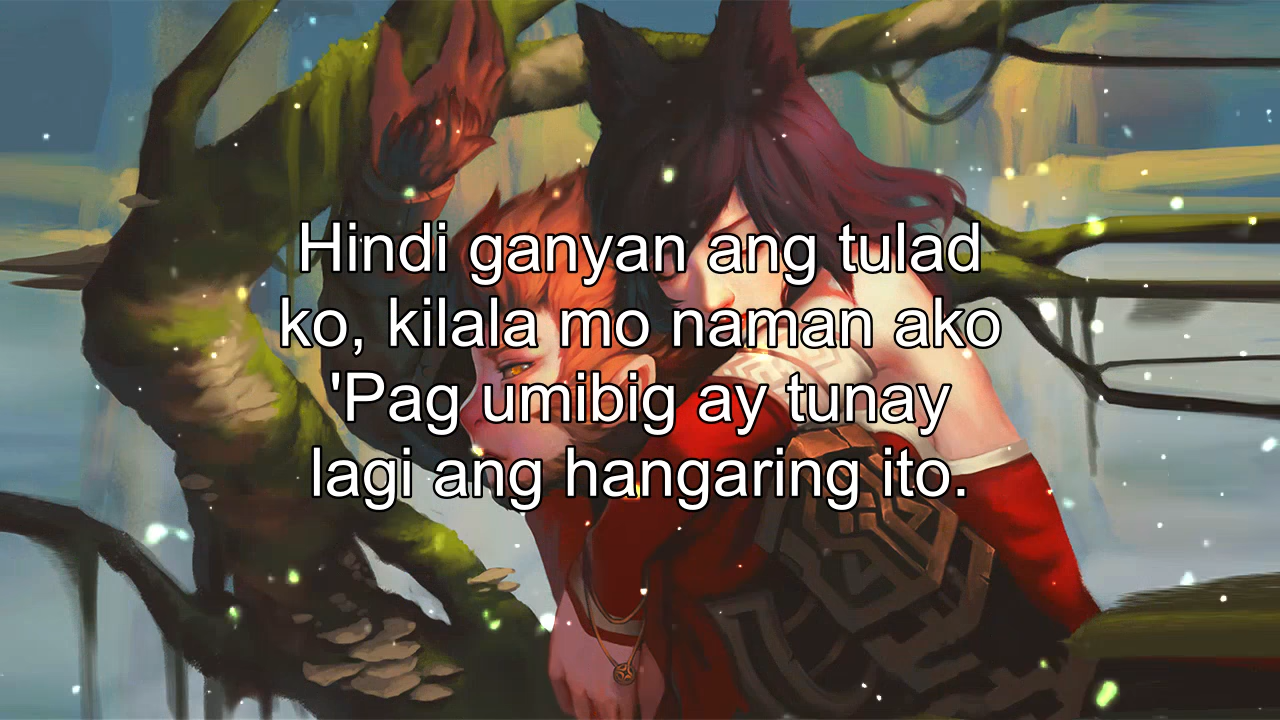 Hindi ganyan ang tulad
ko, kilala mo naman ako
'Pag umibig ay tunay
lagi ang hangaring ito.